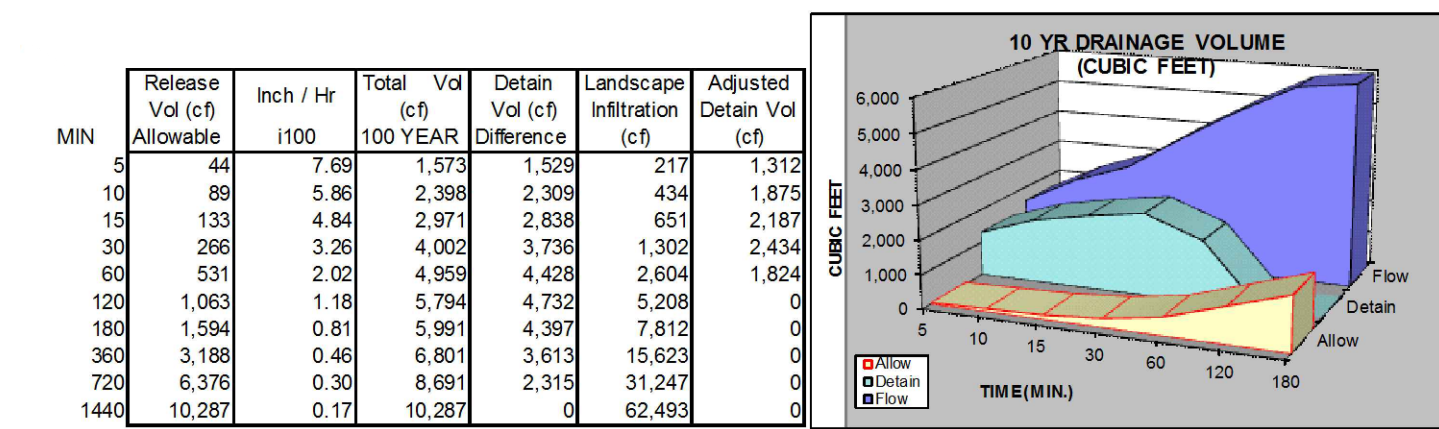 Release Inch / Hr Total Vol Detain Landscape Adjusted
Vol (cf) (cf) Vol (cf) Infiltration Detain Vol
MIN Allowable i100 100 YEAR Difference (cf) (cf)
5 44 7.69 1,573 1,529 217 1,312
10 89 5.86 2,398 2,309 434 1,875
15 133 4.84 2,971 2,838 651 2,187
30 266 3.26 4,002 3,736 1,302 2,434
60 531 2.02 4,959 4,428 2,604 1,824
120 1,063 1.18 5,794 4,732 5,208 0
180 1,594 0.81 5,991 4,397 7,812 0
360 3,188 0.46 6,801 3,613 15,623 0
720 6,376 0.30 8,691 2,315 31,247 0
1440 10,287 0.17 10,287 0 62,493 0
10 YR DRAINAGE VOLUME
(CUBIC FEET)
6,000
5,000
4,000
3,000
2,000
1,000
0
CUBIC FEET
5 10 15 30 60 120 180
TIME(MIN.)
Flow
Detain
Allow
Allow
Detain
Flow